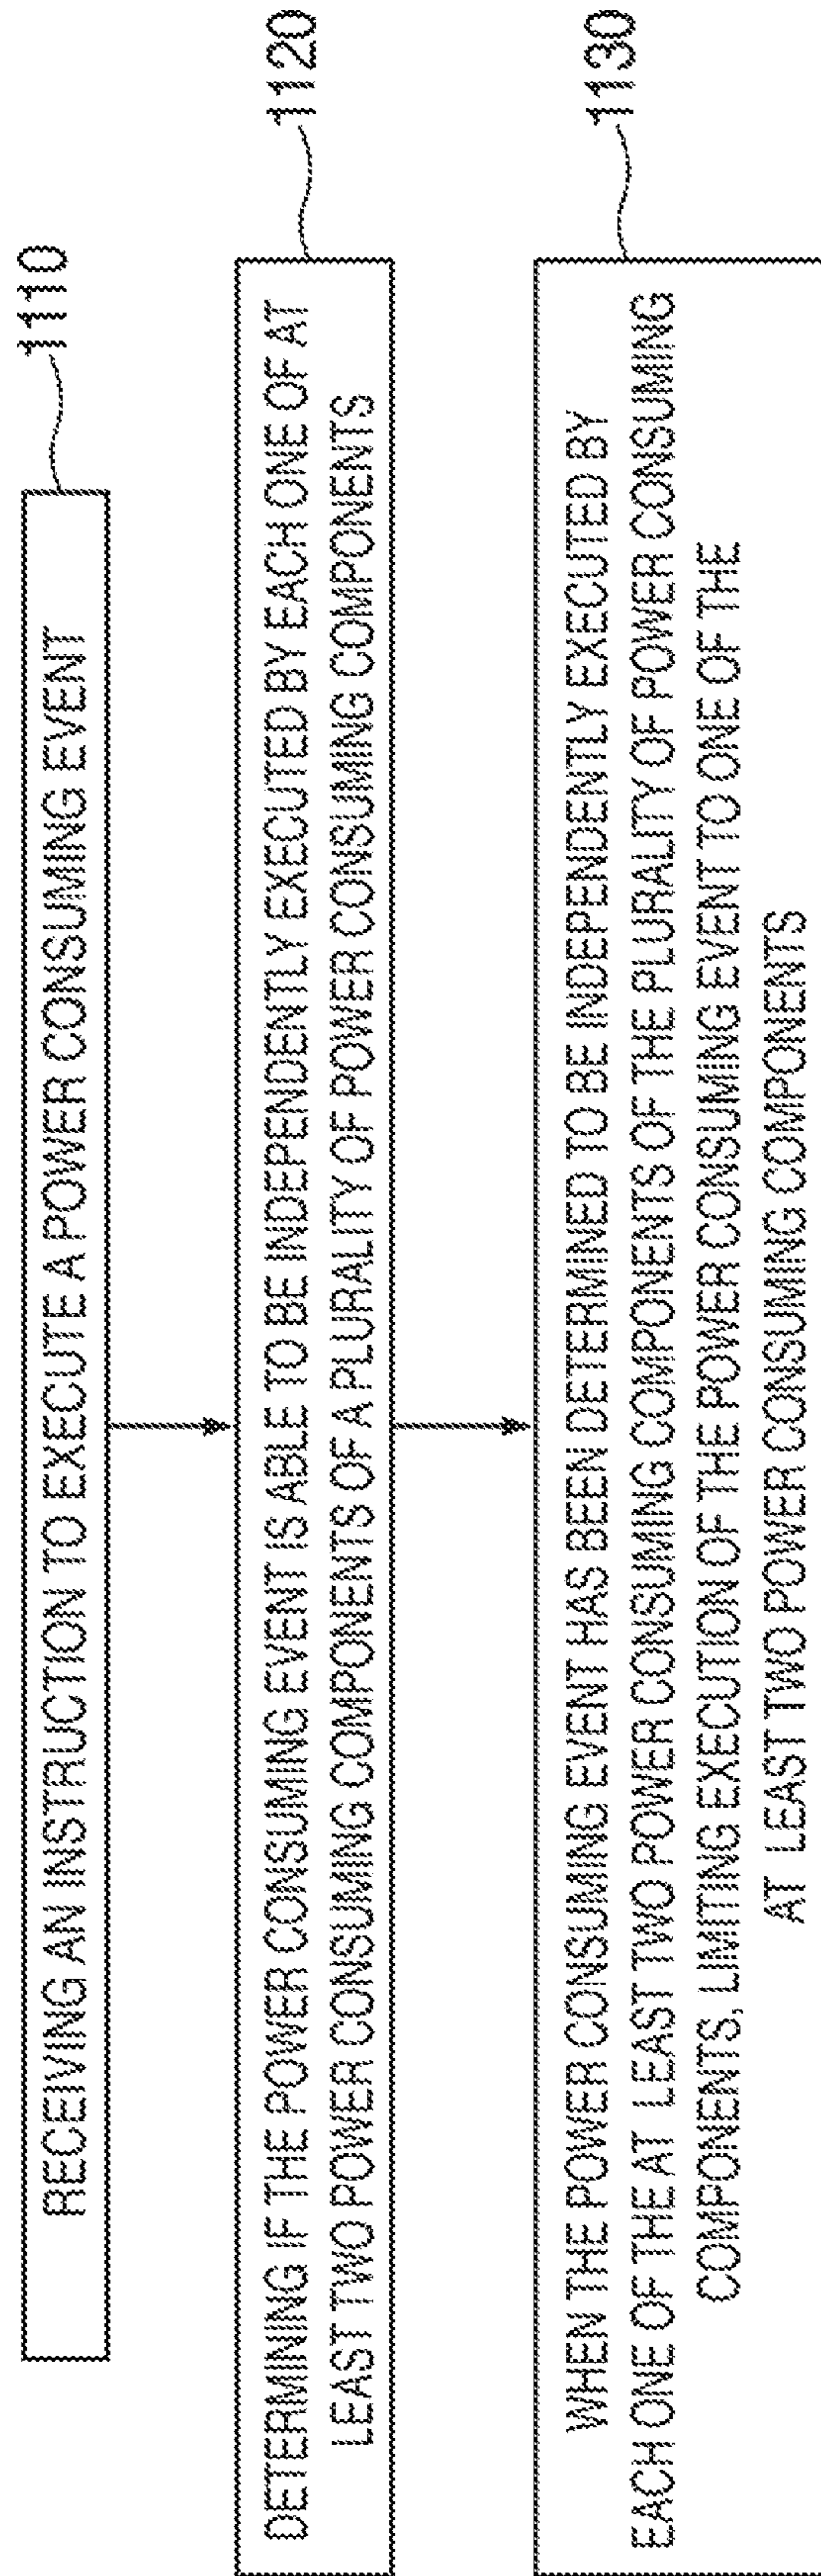 RECEIVING AN INSTRUCTION TO EXECUTE A POWER CONSUMING EVENT
1110
DETERMINING IF THE POWER CONSUMING EVENT IS ABLE TO BE INDEPENDENTLY EXECUTED BY EACH ONE OF AT
LEAST TWO POWER CONSUMING COMPONENTS OF A PLURALITY OF POWER CONSUMING COMPONENTS
1120
WHEN THE POWER CONSUMING EVENT HAS BEEN DETERMINED TO BE INDEPENDENTLY EXECUTED BY
EACH ONE OF THE AT LEAST TWO POWER CONSUMING COMPONENTS OF THE PLURALITY OF POWER CONSUMING
COMPONENTS, LIMITING EXECUTION OF THE POWER CONSUMING EVENT TO ONE OF THE
AT LEAST TWO POWER CONSUMING COMPONENTS
1130